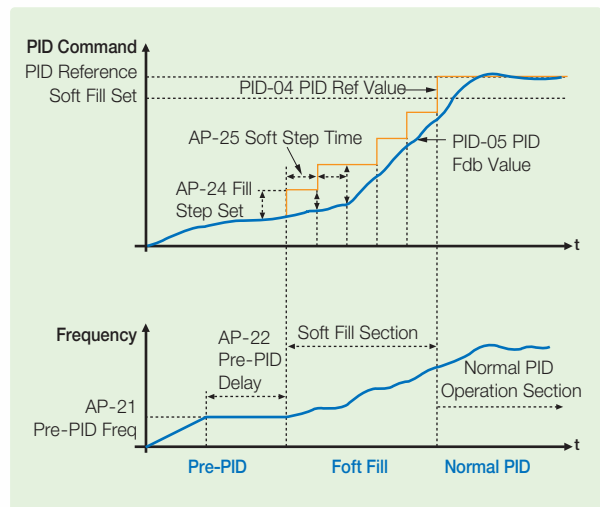 PID Command
PID Reference
Soft Fill Set
PID-04 PID Ref Value
AP-25 Soft Step Time
PID-05 PID
Fdb Value
AP-24 Fill
Step Set
t
Frequency
AP-22
Pre-PID
Delay
Soft Fill Section
Normal PID
Operation Section
AP-21
Pre-PID Freq
t
Pre-PID
Foft Fill
Normal PID